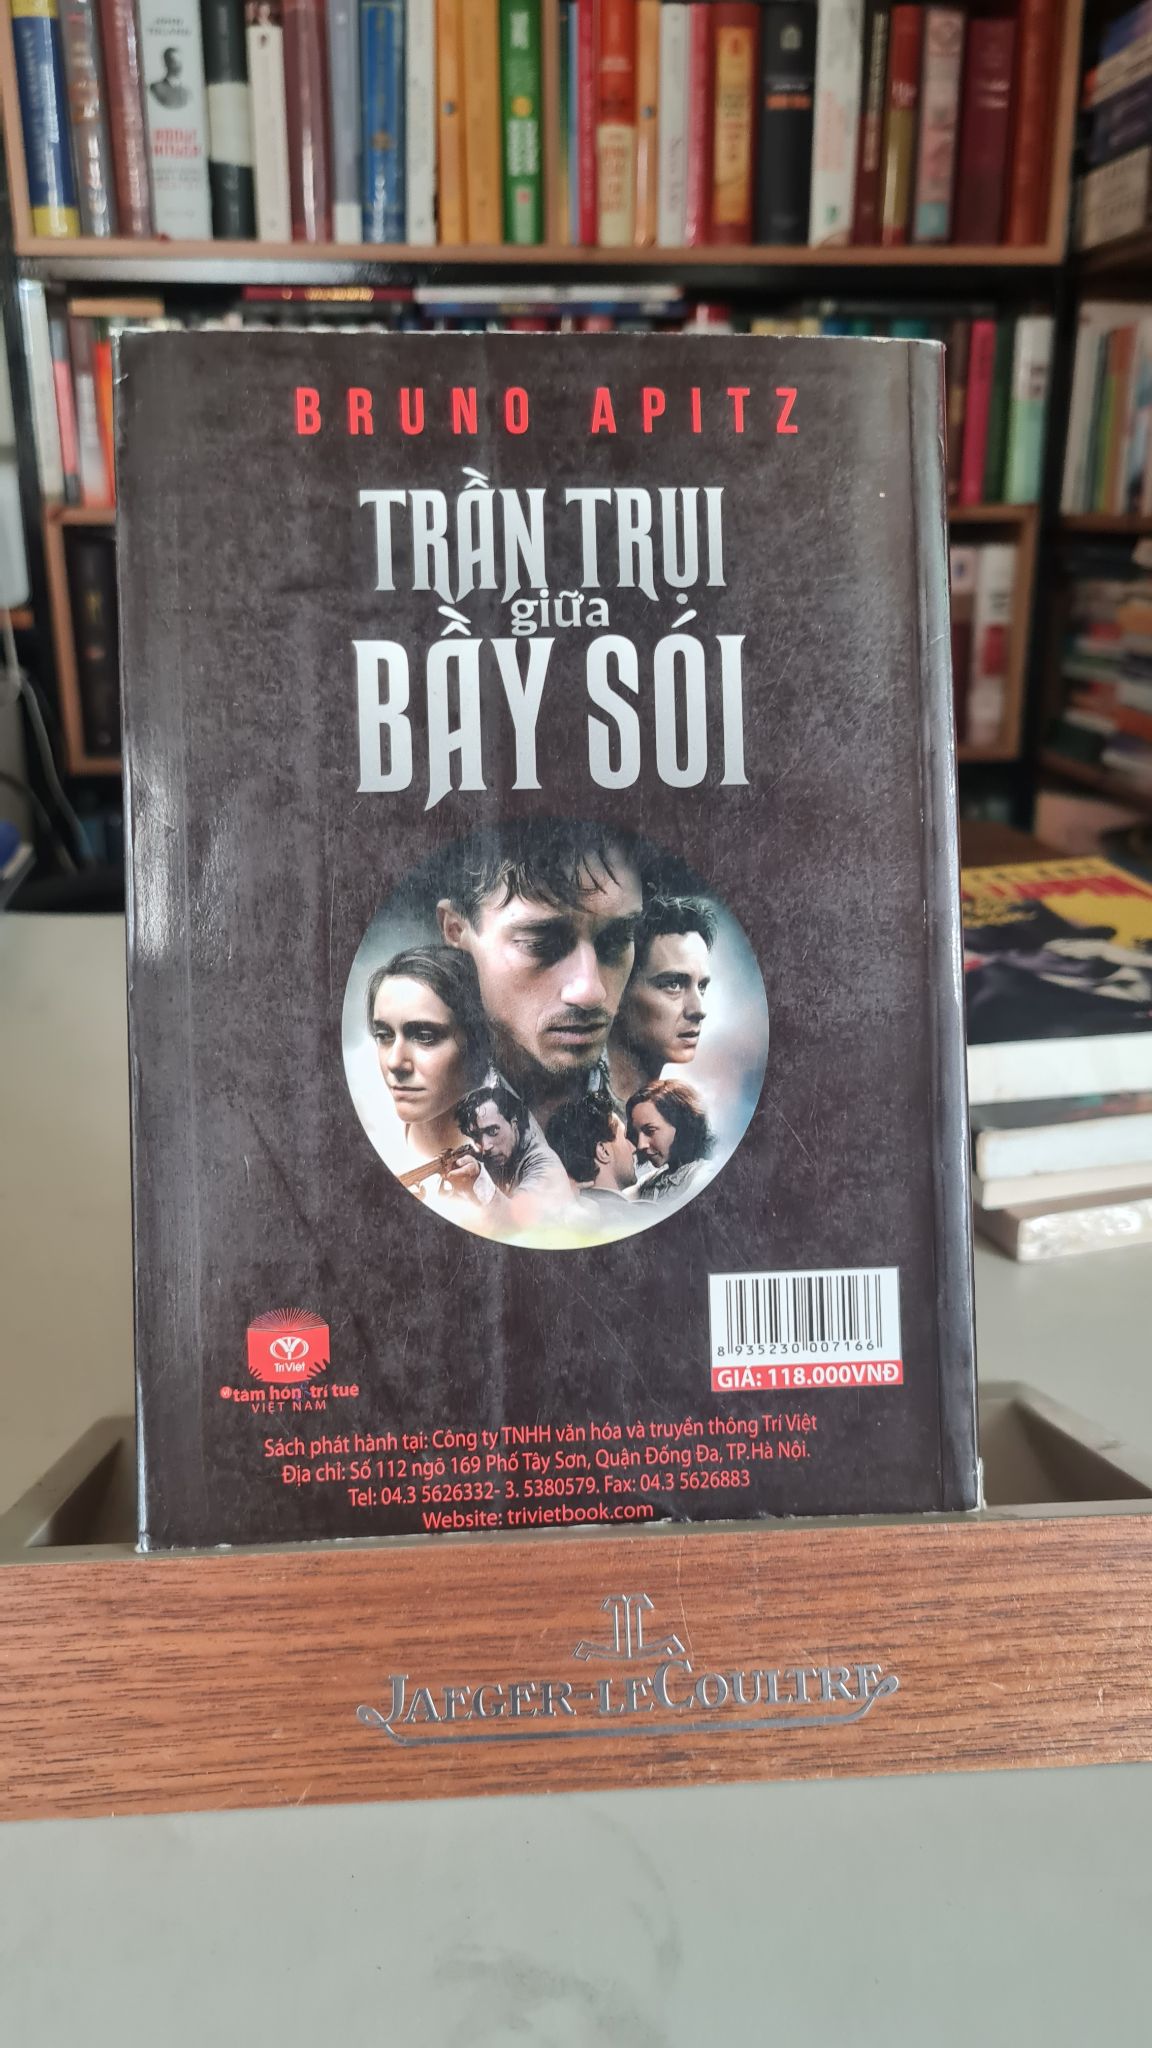 BRUNO APITZ
TRẦN TRỤI
giữa
BẦY SÓI
8 935230 007166
GIÁ: 118.000VNĐ
Trí Việt
Vì tâm hồn trí tuệ
VIỆT NAM
Sách phát hành tại: Công ty TNHH văn hóa và truyền thông Trí Việt
Địa chỉ: Số 112 ngõ 169 Phố Tây Sơn, Quận Đống Đa, TP.Hà Nội.
Tel: 04.3 5626332- 3. 5380579. Fax: 04.3 5626883
Website: trivietbook.com
JAEGER-LECOULTRE